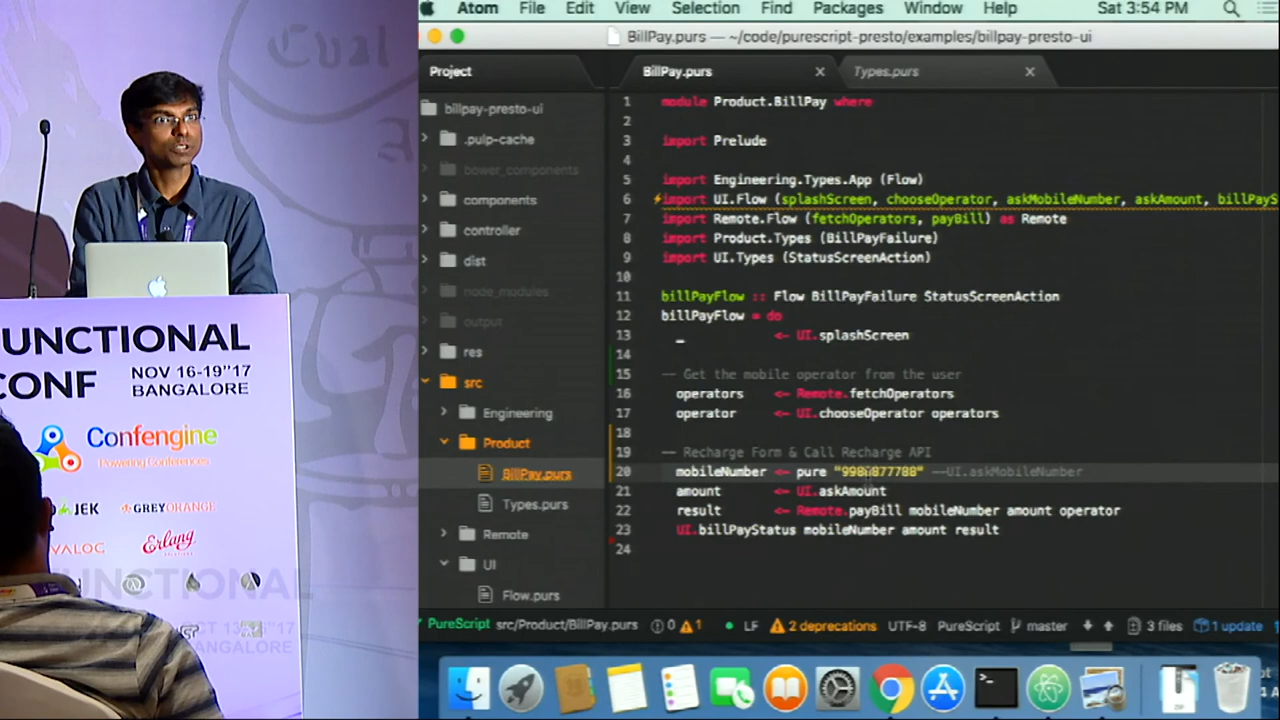 Atom File Edit View Selection Find Packages Window Help Sat 3:54 PM
BillPay.purs — ~/code/purescript-presto/examples/billpay-presto-ui
Project
BillPay.purs
Types.purs
billpay-presto-ui
.pulp-cache
bower_components
components
controller
dist
node_modules
output
res
src
Engineering
Product
BillPay.purs
Types.purs
Remote
UI
Flow.purs
1 module Product.BillPay where
2
3 import Prelude
4
5 import Engineering.Types.App (Flow)
6 import UI.Flow (splashScreen, chooseOperator, askMobileNumber, askAmount, billPayS
7 import Remote.Flow (fetchOperators, payBill) as Remote
8 import Product.Types (BillPayFailure)
9 import UI.Types (StatusScreenAction)
10
11 billPayFlow :: Flow BillPayFailure StatusScreenAction
12 billPayFlow = do
13 _ <- UI.splashScreen
14
15 -- Get the mobile operator from the user
16 operators <- Remote.fetchOperators
17 operator <- UI.chooseOperator operators
18
19 -- Recharge Form & Call Recharge API
20 mobileNumber <- pure --UI.askMobileNumber
21 amount <- UI.askAmount
22 result <- Remote.payBill mobileNumber amount operator
23 UI.billPayStatus mobileNumber amount result
24
PureScript src/Product/BillPay.purs 0 1 LF 2 deprecations UTF-8 PureScript master 3 files 1 update
UNCTIONAL
CONF NOV 16-19"17
BANGALORE
Confengine
Powering Conferences
JEK GREYORANGE
VALOC Erlang